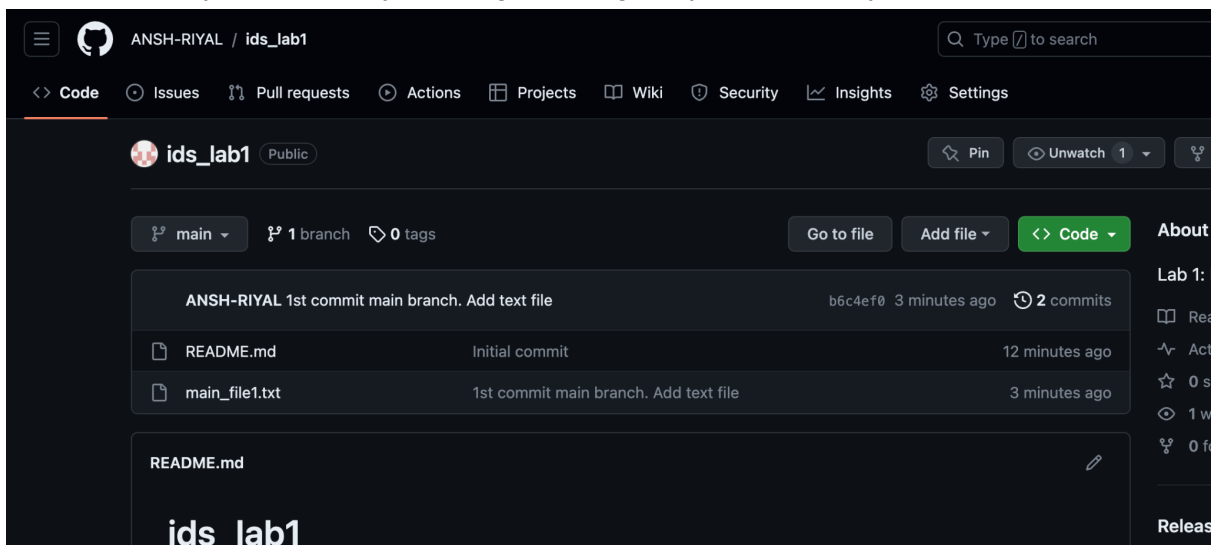 ANSH-RIYAL / ids_lab1
Type / to search
<> Code Issues Pull requests Actions Projects Wiki Security Insights Settings
ids_lab1 Public
Pin Unwatch 1
main 1 branch 0 tags
Go to file Add file <> Code
About
ANSH-RIYAL 1st commit main branch. Add text file b6c4ef0 3 minutes ago 2 commits
Lab 1:
README.md Initial commit 12 minutes ago
main_file1.txt 1st commit main branch. Add text file 3 minutes ago
0
1
0
README.md
ids_lab1